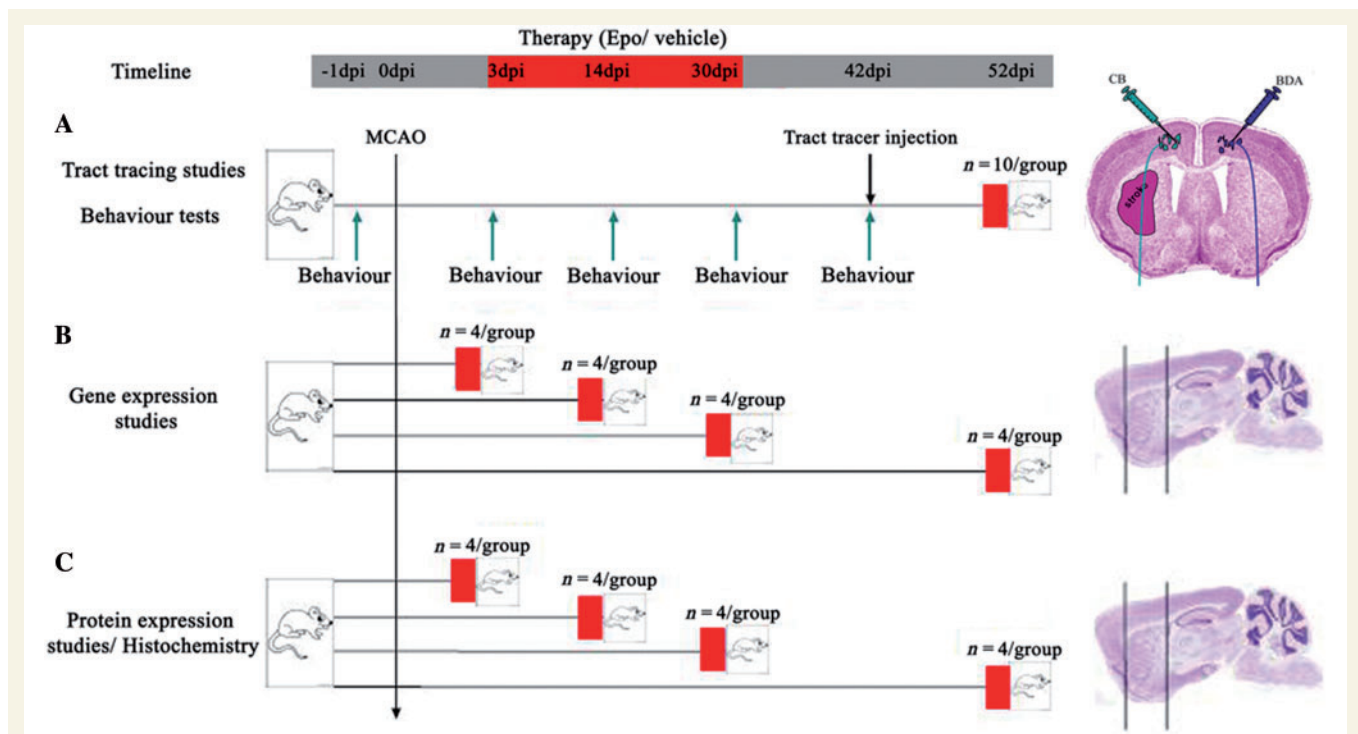 Therapy (Epo/ vehicle)
Timeline
-1dpi 0dpi 3dpi 14dpi 30dpi 42dpi 52dpi
CB
BDA
A
MCAO
Tract tracer injection
Tract tracing studies
n = 10/group
stroke
Behaviour tests
Behaviour Behaviour Behaviour Behaviour Behaviour
B
n = 4/group
n = 4/group
Gene expression
studies
n = 4/group
n = 4/group
C
n = 4/group
n = 4/group
Protein expression
studies/ Histochemistry
n = 4/group
n = 4/group